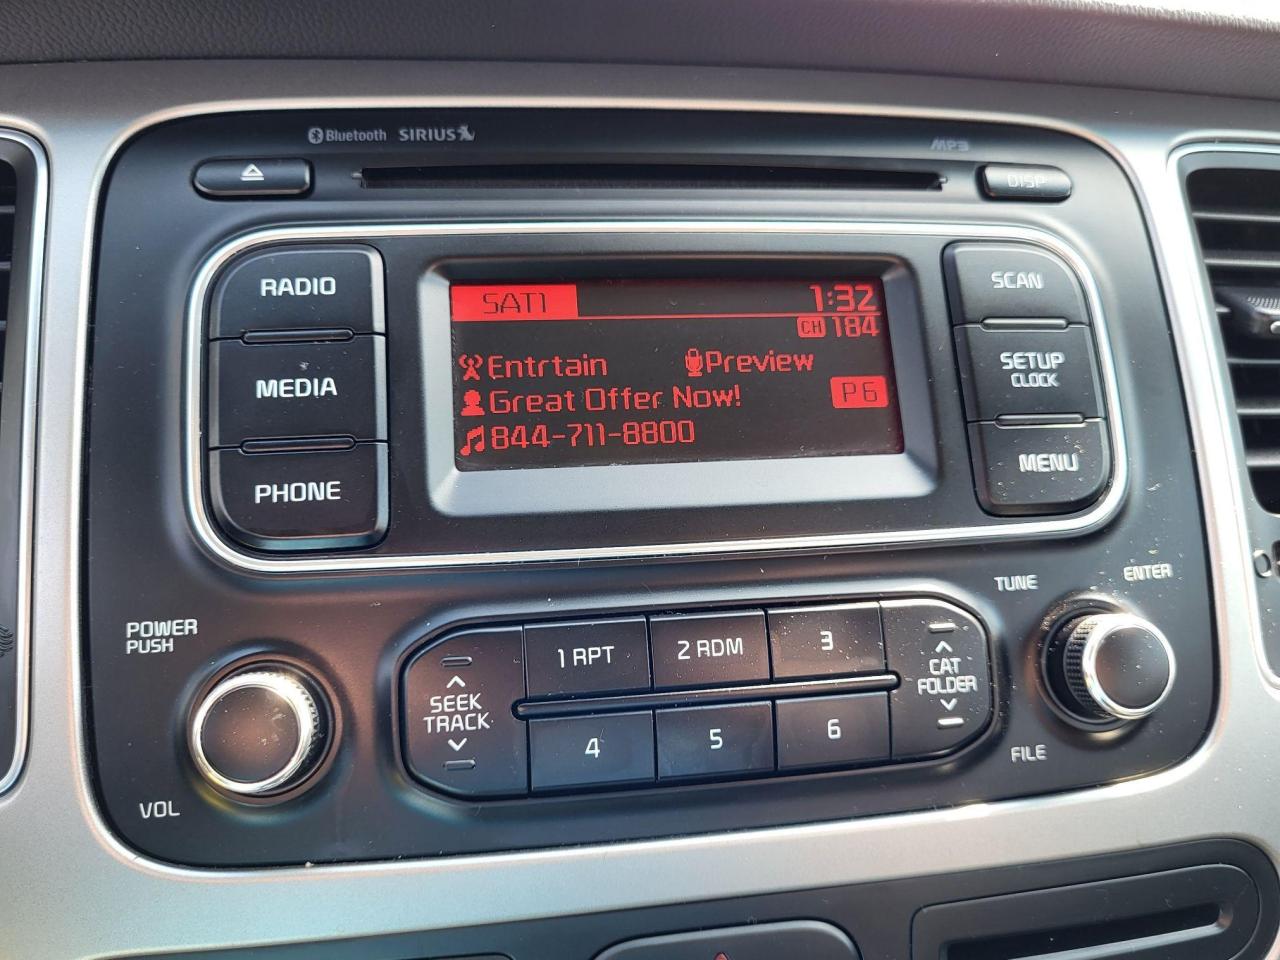 Bluetooth SIRIUS MP3
DISP
RADIO
MEDIA
PHONE
SAT1 1:32
CH 184
Entrtain Preview
Great Offer Now! P6
844-711-8800
SCAN
SETUP
CLOCK
MENU
POWER
PUSH
VOL
SEEK
TRACK
1 RPT
2 RDM
3
4
5
6
CAT
FOLDER
TUNE
ENTER
FILE